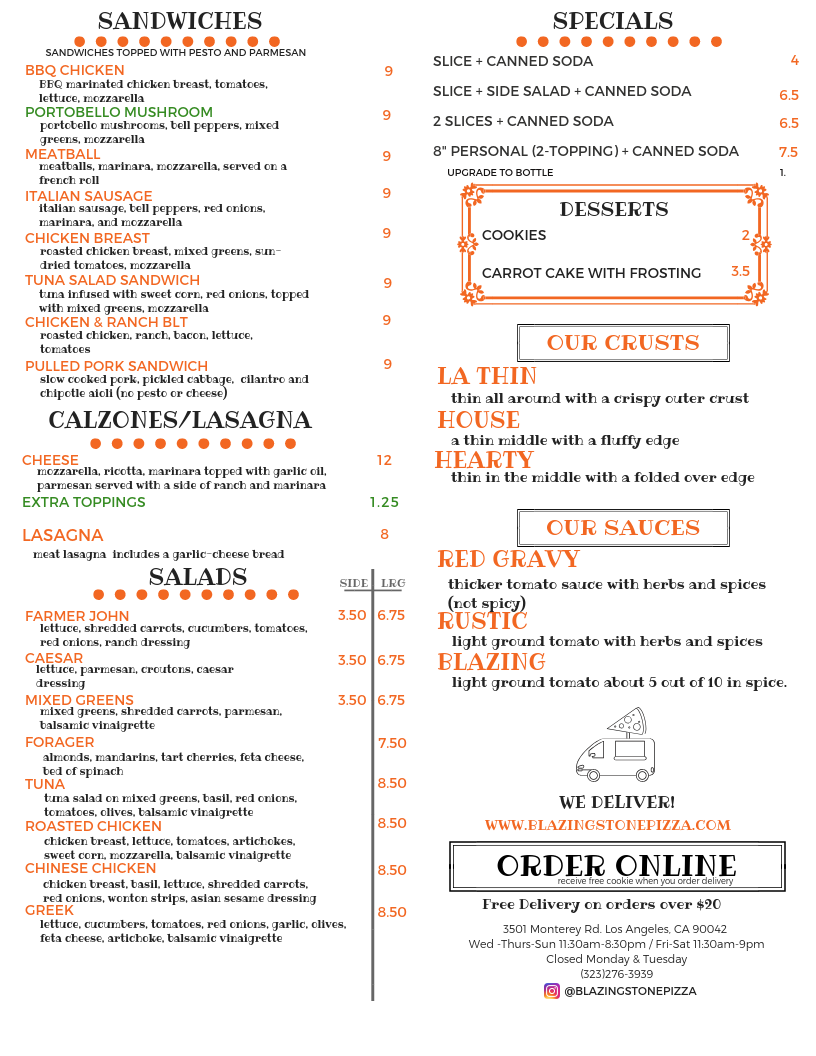 SANDWICHES
SANDWICHES TOPPED WITH PESTO AND PARMESAN
BBQ CHICKEN 9
BBQ marinated chicken breast, tomatoes,
lettuce, mozzarella
PORTOBELLO MUSHROOM 9
portobello mushrooms, bell peppers, mixed
greens, mozzarella
MEATBALL 9
meatballs, marinara, mozzarella, served on a
french roll
ITALIAN SAUSAGE 9
italian sausage, bell peppers, red onions,
marinara, and mozzarella
CHICKEN BREAST 9
roasted chicken breast, mixed greens, sun-
dried tomatoes, mozzarella
TUNA SALAD SANDWICH 9
tuna infused with sweet corn, red onions, topped
with mixed greens, mozzarella
CHICKEN & RANCH BLT 9
roasted chicken, ranch, bacon, lettuce,
tomatoes
PULLED PORK SANDWICH 9
slow cooked pork, pickled cabbage, cilantro and
chipotle aioli (no pesto or cheese)
CALZONES/LASAGNA
CHEESE 12
mozzarella, ricotta, marinara topped with garlic oil,
parmesan served with a side of ranch and marinara
EXTRA TOPPINGS 1.25
LASAGNA 8
meat lasagna includes a garlic-cheese bread
SALADS
SIDE LRG
FARMER JOHN 3.50 6.75
lettuce, shredded carrots, cucumbers, tomatoes,
red onions, ranch dressing
CAESAR 3.50 6.75
lettuce, parmesan, croutons, caesar
dressing
MIXED GREENS 3.50 6.75
mixed greens, shredded carrots, parmesan,
balsamic vinaigrette
FORAGER 7.50
almonds, mandarins, tart cherries, feta cheese,
bed of spinach
TUNA 8.50
tuna salad on mixed greens, basil, red onions,
tomatoes, olives, balsamic vinaigrette
ROASTED CHICKEN 8.50
chicken breast, lettuce, tomatoes, artichokes,
sweet corn, mozzarella, balsamic vinaigrette
CHINESE CHICKEN 8.50
chicken breast, basil, lettuce, shredded carrots,
red onions, wonton strips, asian sesame dressing
GREEK 8.50
lettuce, cucumbers, tomatoes, red onions, garlic, olives,
feta cheese, artichoke, balsamic vinaigrette
SPECIALS
SLICE + CANNED SODA 4
SLICE + SIDE SALAD + CANNED SODA 6.5
2 SLICES + CANNED SODA 6.5
8" PERSONAL (2-TOPPING) + CANNED SODA 7.5
UPGRADE TO BOTTLE 1.
DESSERTS
COOKIES 2
CARROT CAKE WITH FROSTING 3.5
OUR CRUSTS
LA THIN
thin all around with a crispy outer crust
HOUSE
a thin middle with a fluffy edge
HEARTY
thin in the middle with a folded over edge
OUR SAUCES
RED GRAVY
thicker tomato sauce with herbs and spices
(not spicy)
RUSTIC
light ground tomato with herbs and spices
BLAZING
light ground tomato about 5 out of 10 in spice.
WE DELIVER!
WWW.BLAZINGSTONEPIZZA.COM
ORDER ONLINE
receive free cookie when you order delivery
Free Delivery on orders over $20
3501 Monterey Rd. Los Angeles, CA 90042
Wed -Thurs-Sun 11:30am-8:30pm / Fri-Sat 11:30am-9pm
Closed Monday & Tuesday
(323)276-3939
@BLAZINGSTONEPIZZA